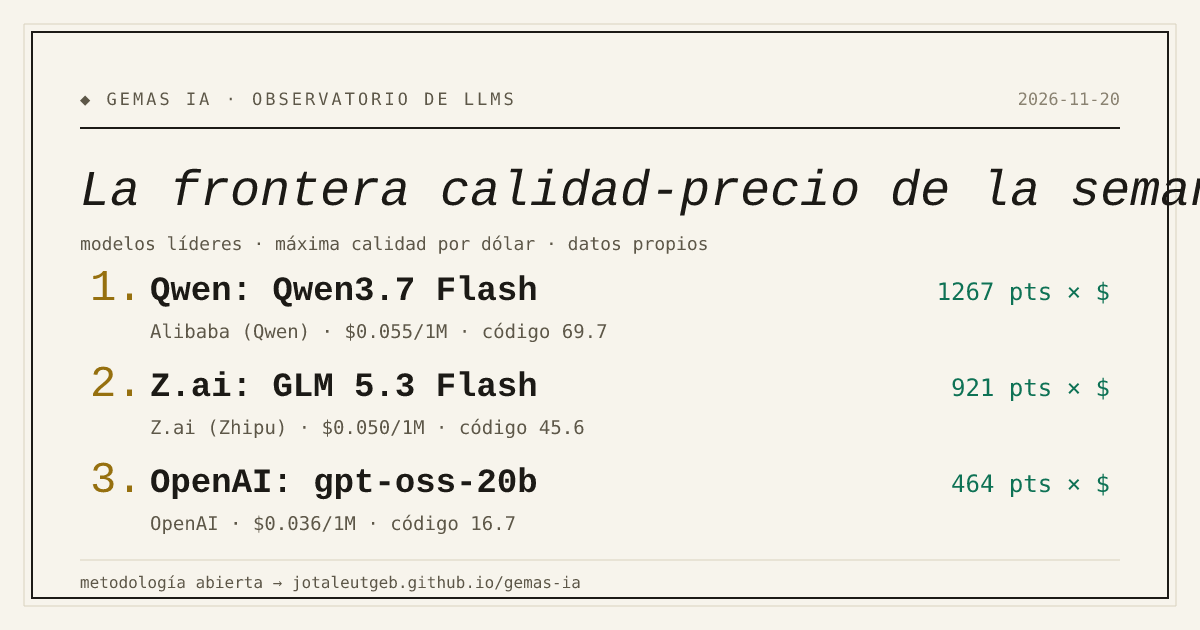 ◆ GEMAS IA · OBSERVATORIO DE LLMS
2026-11-20
La frontera calidad-precio de la seman
modelos líderes · máxima calidad por dólar · datos propios
1. Qwen: Qwen3.7 Flash
1267 pts × $
Alibaba (Qwen) · $0.055/1M · código 69.7
2. Z.ai: GLM 5.3 Flash
921 pts × $
Z.ai (Zhipu) · $0.050/1M · código 45.6
3. OpenAI: gpt-oss-20b
464 pts × $
OpenAI · $0.036/1M · código 16.7
metodología abierta → jotaleutgeb.github.io/gemas-ia